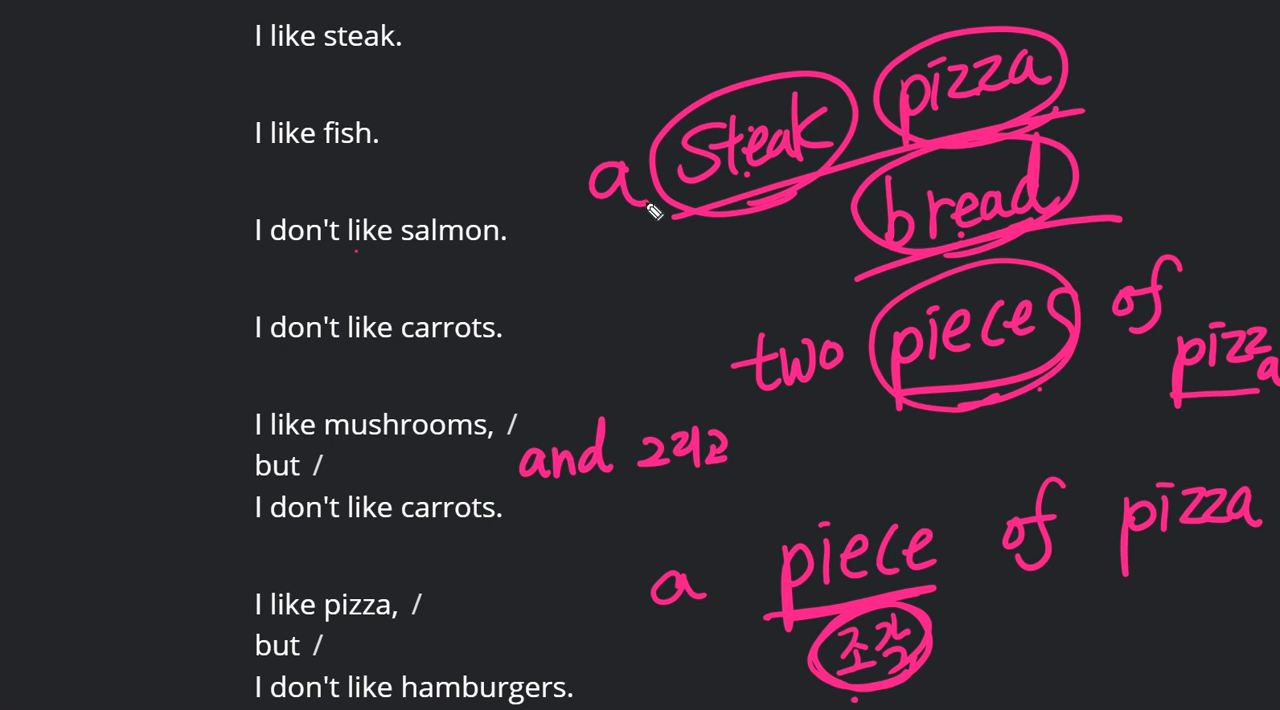 I like steak.
I like fish.
I don't like salmon.
I don't like carrots.
I like mushrooms, /
but /
I don't like carrots.
I like pizza, /
but /
I don't like hamburgers.
a steak pizza
bread
two pieces of pizza
and 그리고
a piece of pizza
조각